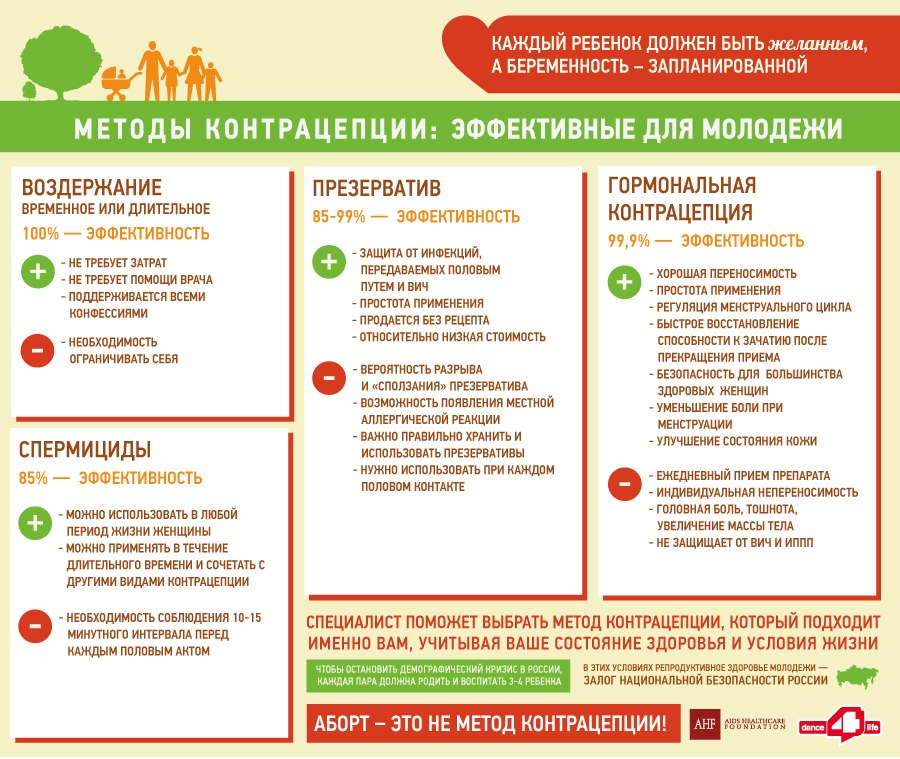 КАЖДЫЙ РЕБЕНОК ДОЛЖЕН БЫТЬ желанным,
А БЕРЕМЕННОСТЬ – ЗАПЛАНИРОВАННОЙ
МЕТОДЫ КОНТРАЦЕПЦИИ: ЭФФЕКТИВНЫЕ ДЛЯ МОЛОДЕЖИ
ВОЗДЕРЖАНИЕ
ВРЕМЕННОЕ ИЛИ ДЛИТЕЛЬНОЕ
100% — ЭФФЕКТИВНОСТЬ
+
- НЕ ТРЕБУЕТ ЗАТРАТ
- НЕ ТРЕБУЕТ ПОМОЩИ ВРАЧА
- ПОДДЕРЖИВАЕТСЯ ВСЕМИ
КОНФЕССИЯМИ
-
- НЕОБХОДИМОСТЬ
ОГРАНИЧИВАТЬ СЕБЯ
СПЕРМИЦИДЫ
85% — ЭФФЕКТИВНОСТЬ
+
- МОЖНО ИСПОЛЬЗОВАТЬ В ЛЮБОЙ
ПЕРИОД ЖИЗНИ ЖЕНЩИНЫ
- МОЖНО ПРИМЕНЯТЬ В ТЕЧЕНИЕ
ДЛИТЕЛЬНОГО ВРЕМЕНИ И СОЧЕТАТЬ С
ДРУГИМИ ВИДАМИ КОНТРАЦЕПЦИИ
-
- НЕОБХОДИМОСТЬ СОБЛЮДЕНИЯ 10-15
МИНУТНОГО ИНТЕРВАЛА ПЕРЕД
КАЖДЫМ ПОЛОВЫМ АКТОМ
ПРЕЗЕРВАТИВ
85-99% — ЭФФЕКТИВНОСТЬ
+
- ЗАЩИТА ОТ ИНФЕКЦИЙ,
ПЕРЕДАВАЕМЫХ ПОЛОВЫМ
ПУТЕМ И ВИЧ
- ПРОСТОТА ПРИМЕНЕНИЯ
- ПРОДАЕТСЯ БЕЗ РЕЦЕПТА
- ОТНОСИТЕЛЬНО НИЗКАЯ СТОИМОСТЬ
-
- ВЕРОЯТНОСТЬ РАЗРЫВА
И «СПОЛЗАНИЯ» ПРЕЗЕРВАТИВА
- ВОЗМОЖНОСТЬ ПОЯВЛЕНИЯ МЕСТНОЙ
АЛЛЕРГИЧЕСКОЙ РЕАКЦИИ
- ВАЖНО ПРАВИЛЬНО ХРАНИТЬ И
ИСПОЛЬЗОВАТЬ ПРЕЗЕРВАТИВЫ
- НУЖНО ИСПОЛЬЗОВАТЬ ПРИ КАЖДОМ
ПОЛОВОМ КОНТАКТЕ
ГОРМОНАЛЬНАЯ
КОНТРАЦЕПЦИЯ
99,9% — ЭФФЕКТИВНОСТЬ
+
- ХОРОШАЯ ПЕРЕНОСИМОСТЬ
- ПРОСТОТА ПРИМЕНЕНИЯ
- РЕГУЛЯЦИЯ МЕНСТРУАЛЬНОГО ЦИКЛА
- БЫСТРОЕ ВОССТАНОВЛЕНИЕ
СПОСОБНОСТИ К ЗАЧАТИЮ ПОСЛЕ
ПРЕКРАЩЕНИЯ ПРИЕМА
- БЕЗОПАСНОСТЬ ДЛЯ БОЛЬШИНСТВА
ЗДОРОВЫХ ЖЕНЩИН
- УМЕНЬШЕНИЕ БОЛИ ПРИ
МЕНСТРУАЦИИ
- УЛУЧШЕНИЕ СОСТОЯНИЯ КОЖИ
-
- ЕЖЕДНЕВНЫЙ ПРИЕМ ПРЕПАРАТА
- ИНДИВИДУАЛЬНАЯ НЕПЕРЕНОСИМОСТЬ
- ГОЛОВНАЯ БОЛЬ, ТОШНОТА,
УВЕЛИЧЕНИЕ МАССЫ ТЕЛА
- НЕ ЗАЩИЩАЕТ ОТ ВИЧ И ИППП
СПЕЦИАЛИСТ ПОМОЖЕТ ВЫБРАТЬ МЕТОД КОНТРАЦЕПЦИИ, КОТОРЫЙ ПОДХОДИТ
ИМЕННО ВАМ, УЧИТЫВАЯ ВАШЕ СОСТОЯНИЕ ЗДОРОВЬЯ И УСЛОВИЯ ЖИЗНИ
ЧТОБЫ ОСТАНОВИТЬ ДЕМОГРАФИЧЕСКИЙ КРИЗИС В РОССИИ,
КАЖДАЯ ПАРА ДОЛЖНА РОДИТЬ И ВОСПИТАТЬ 3-4 РЕБЕНКА
В ЭТИХ УСЛОВИЯХ РЕПРОДУКТИВНОЕ ЗДОРОВЬЕ МОЛОДЕЖИ —
ЗАЛОГ НАЦИОНАЛЬНОЙ БЕЗОПАСНОСТИ РОССИИ
АБОРТ – ЭТО НЕ МЕТОД КОНТРАЦЕПЦИИ!
AHF
AIDS HEALTHCARE
FOUNDATION
dance 4 life